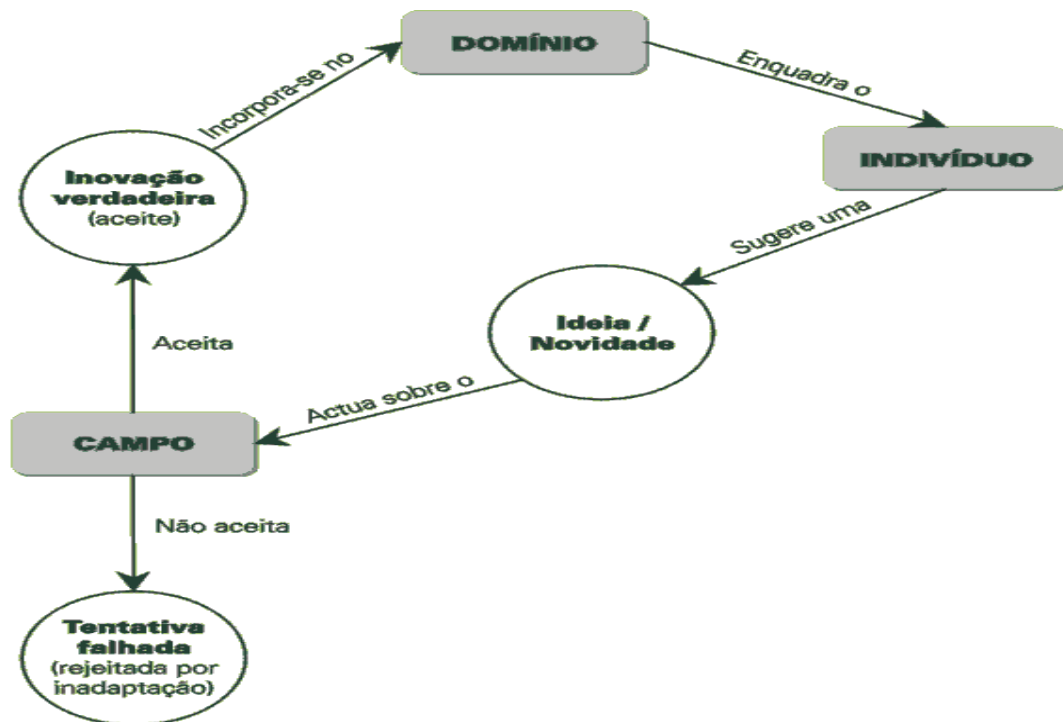 DOMÍNIO
Incorpora-se no
Enquadra o
INDIVÍDUO
Inovação
verdadeira
(aceite)
Sugere uma
Ideia /
Novidade
Aceita
Actua sobre o
CAMPO
Não aceita
Tentativa
falhada
(rejeitada por
inadaptação)